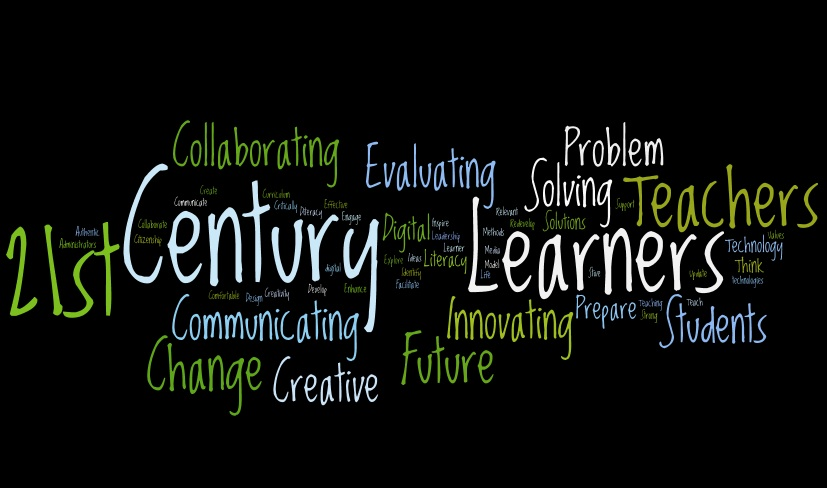 Collaborating
Evaluating
Problem
Solving
Teachers
21st
Century
Learners
Create
Communicate
Curriculum
Critically
Literacy
Effective
Engage
Authentic
Administrators
Collaborate
Citizenship
Digital
Inspire
Leadership
Learner
Explore
Ideas
Literacy
Identify
Facilitate
Relevant
Redevelop
Methods
Media
Model
Life
Solutions
Support
Values
Technology
Think
technologies
Update
digital
Enhance
Develop
Comfortable
Design
Creativity
Communicating
Innovating
Prepare
Teaching
Strong
Teach
Students
Change
Creative
Future